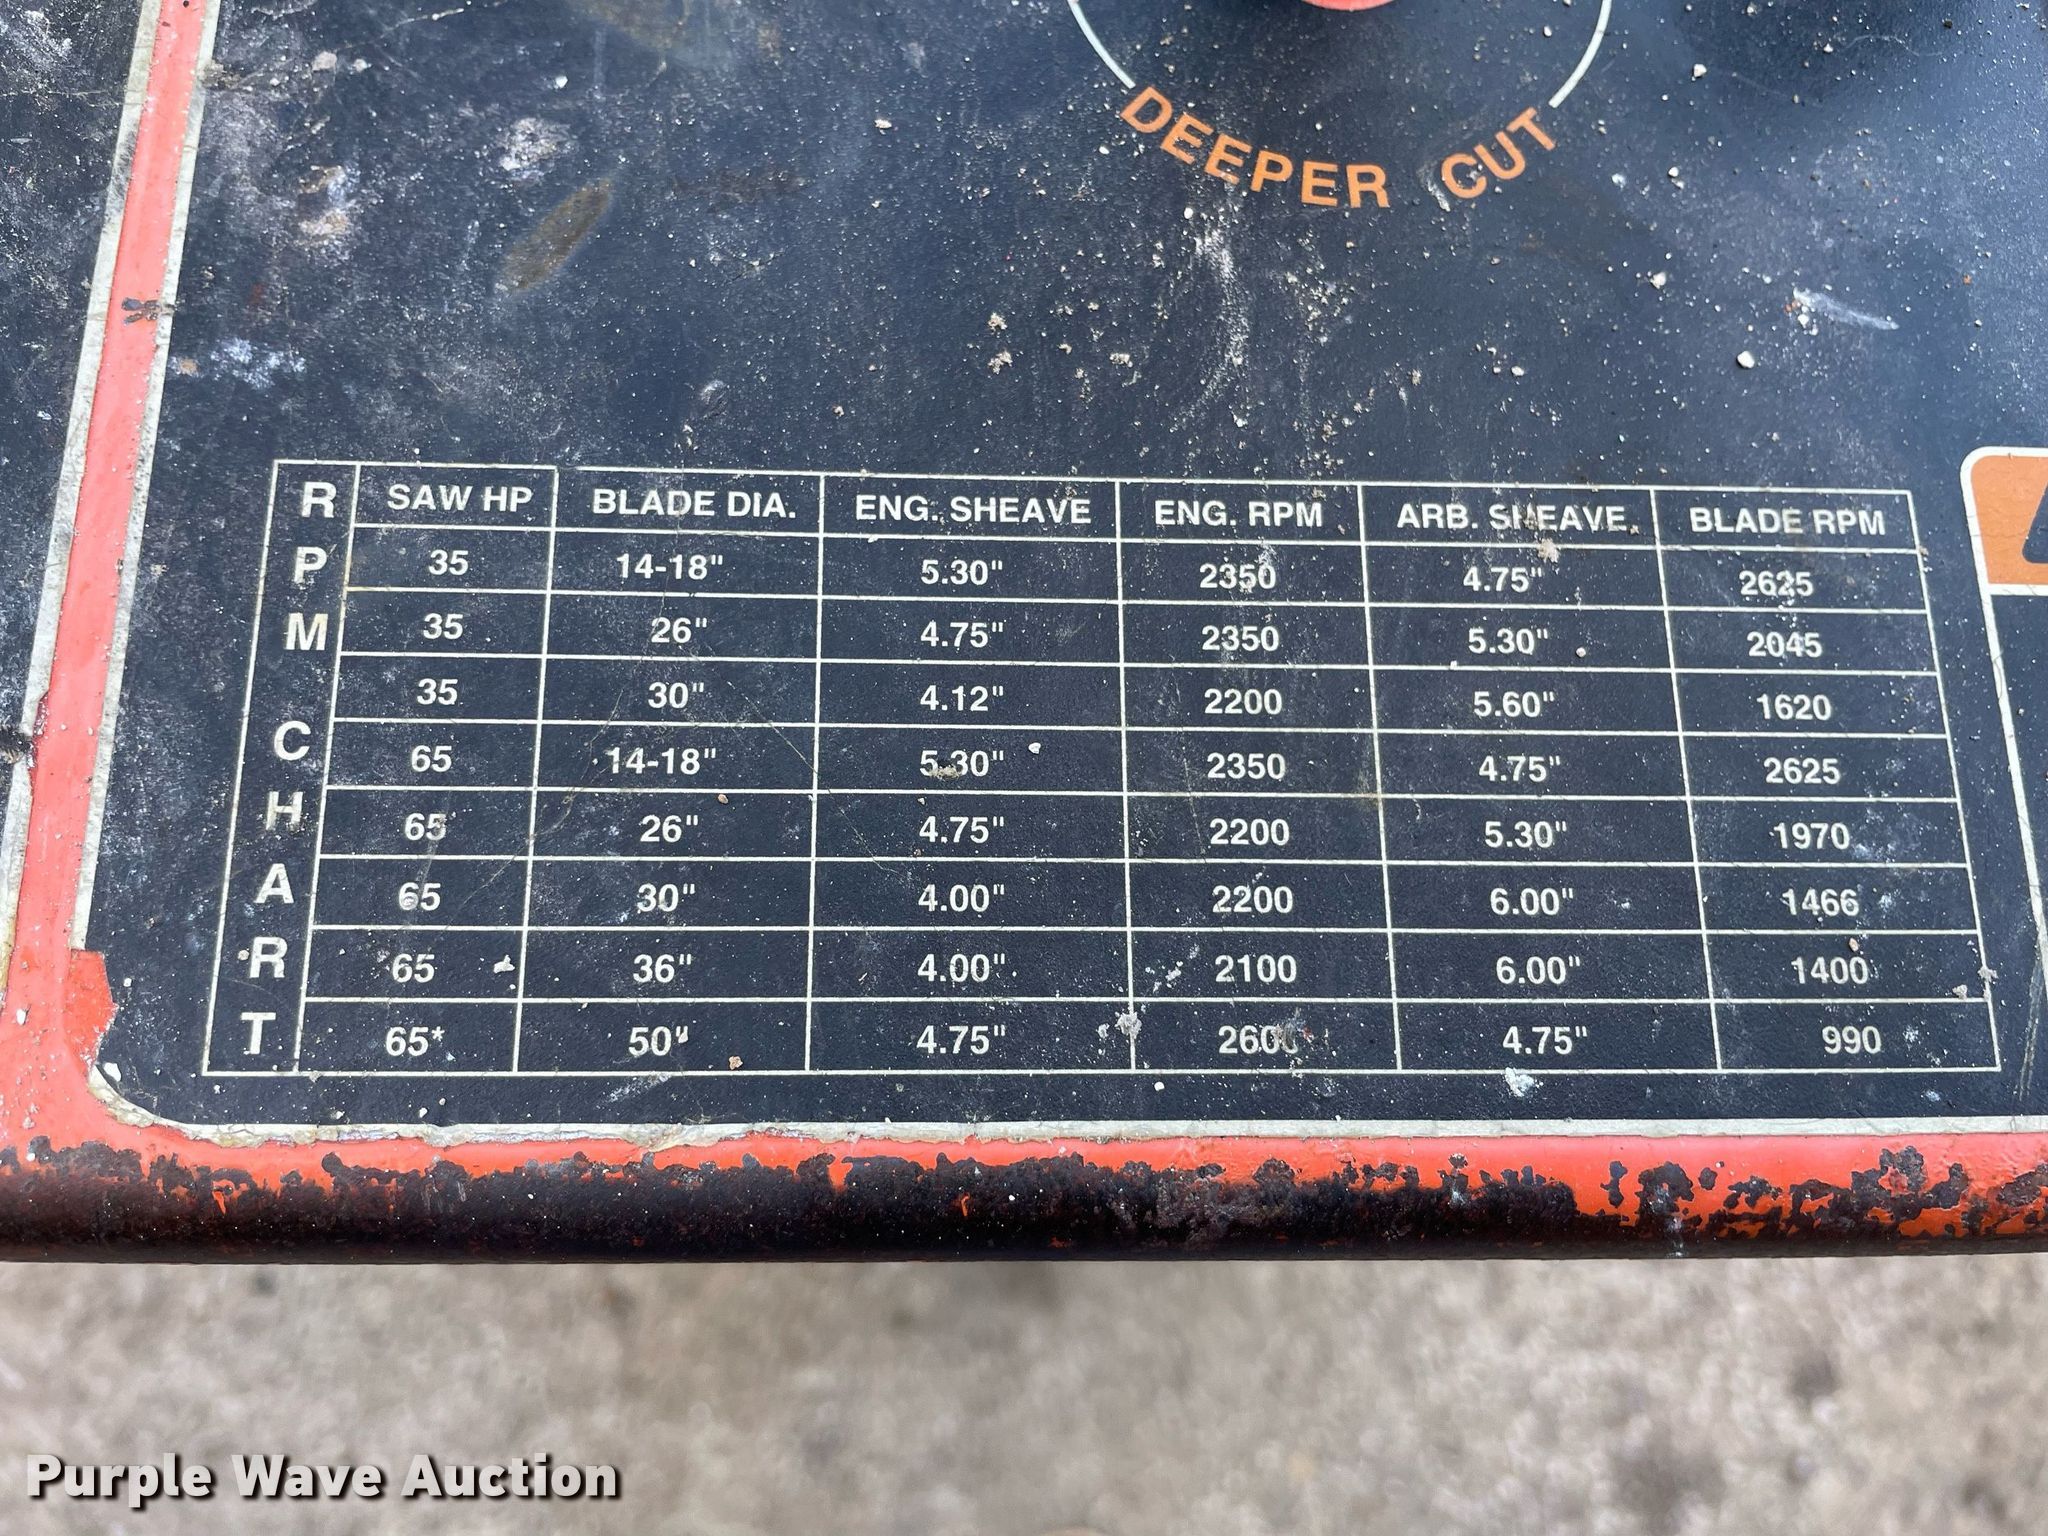 DEEPER CUT
RPM CHART
SAW HP BLADE DIA. ENG. SHEAVE ENG. RPM ARB. SHEAVE BLADE RPM
35 14-18" 5.30" 2350 4.75" 2625
35 26" 4.75" 2350 5.30" 2045
35 30" 4.12" 2200 5.60" 1620
65 14-18" 5.30" 2350 4.75" 2625
65 26" 4.75" 2200 5.30" 1970
65 30" 4.00" 2200 6.00" 1466
65 36" 4.00" 2100 6.00" 1400
65* 50" 4.75" 2600 4.75" 990
Purple Wave Auction